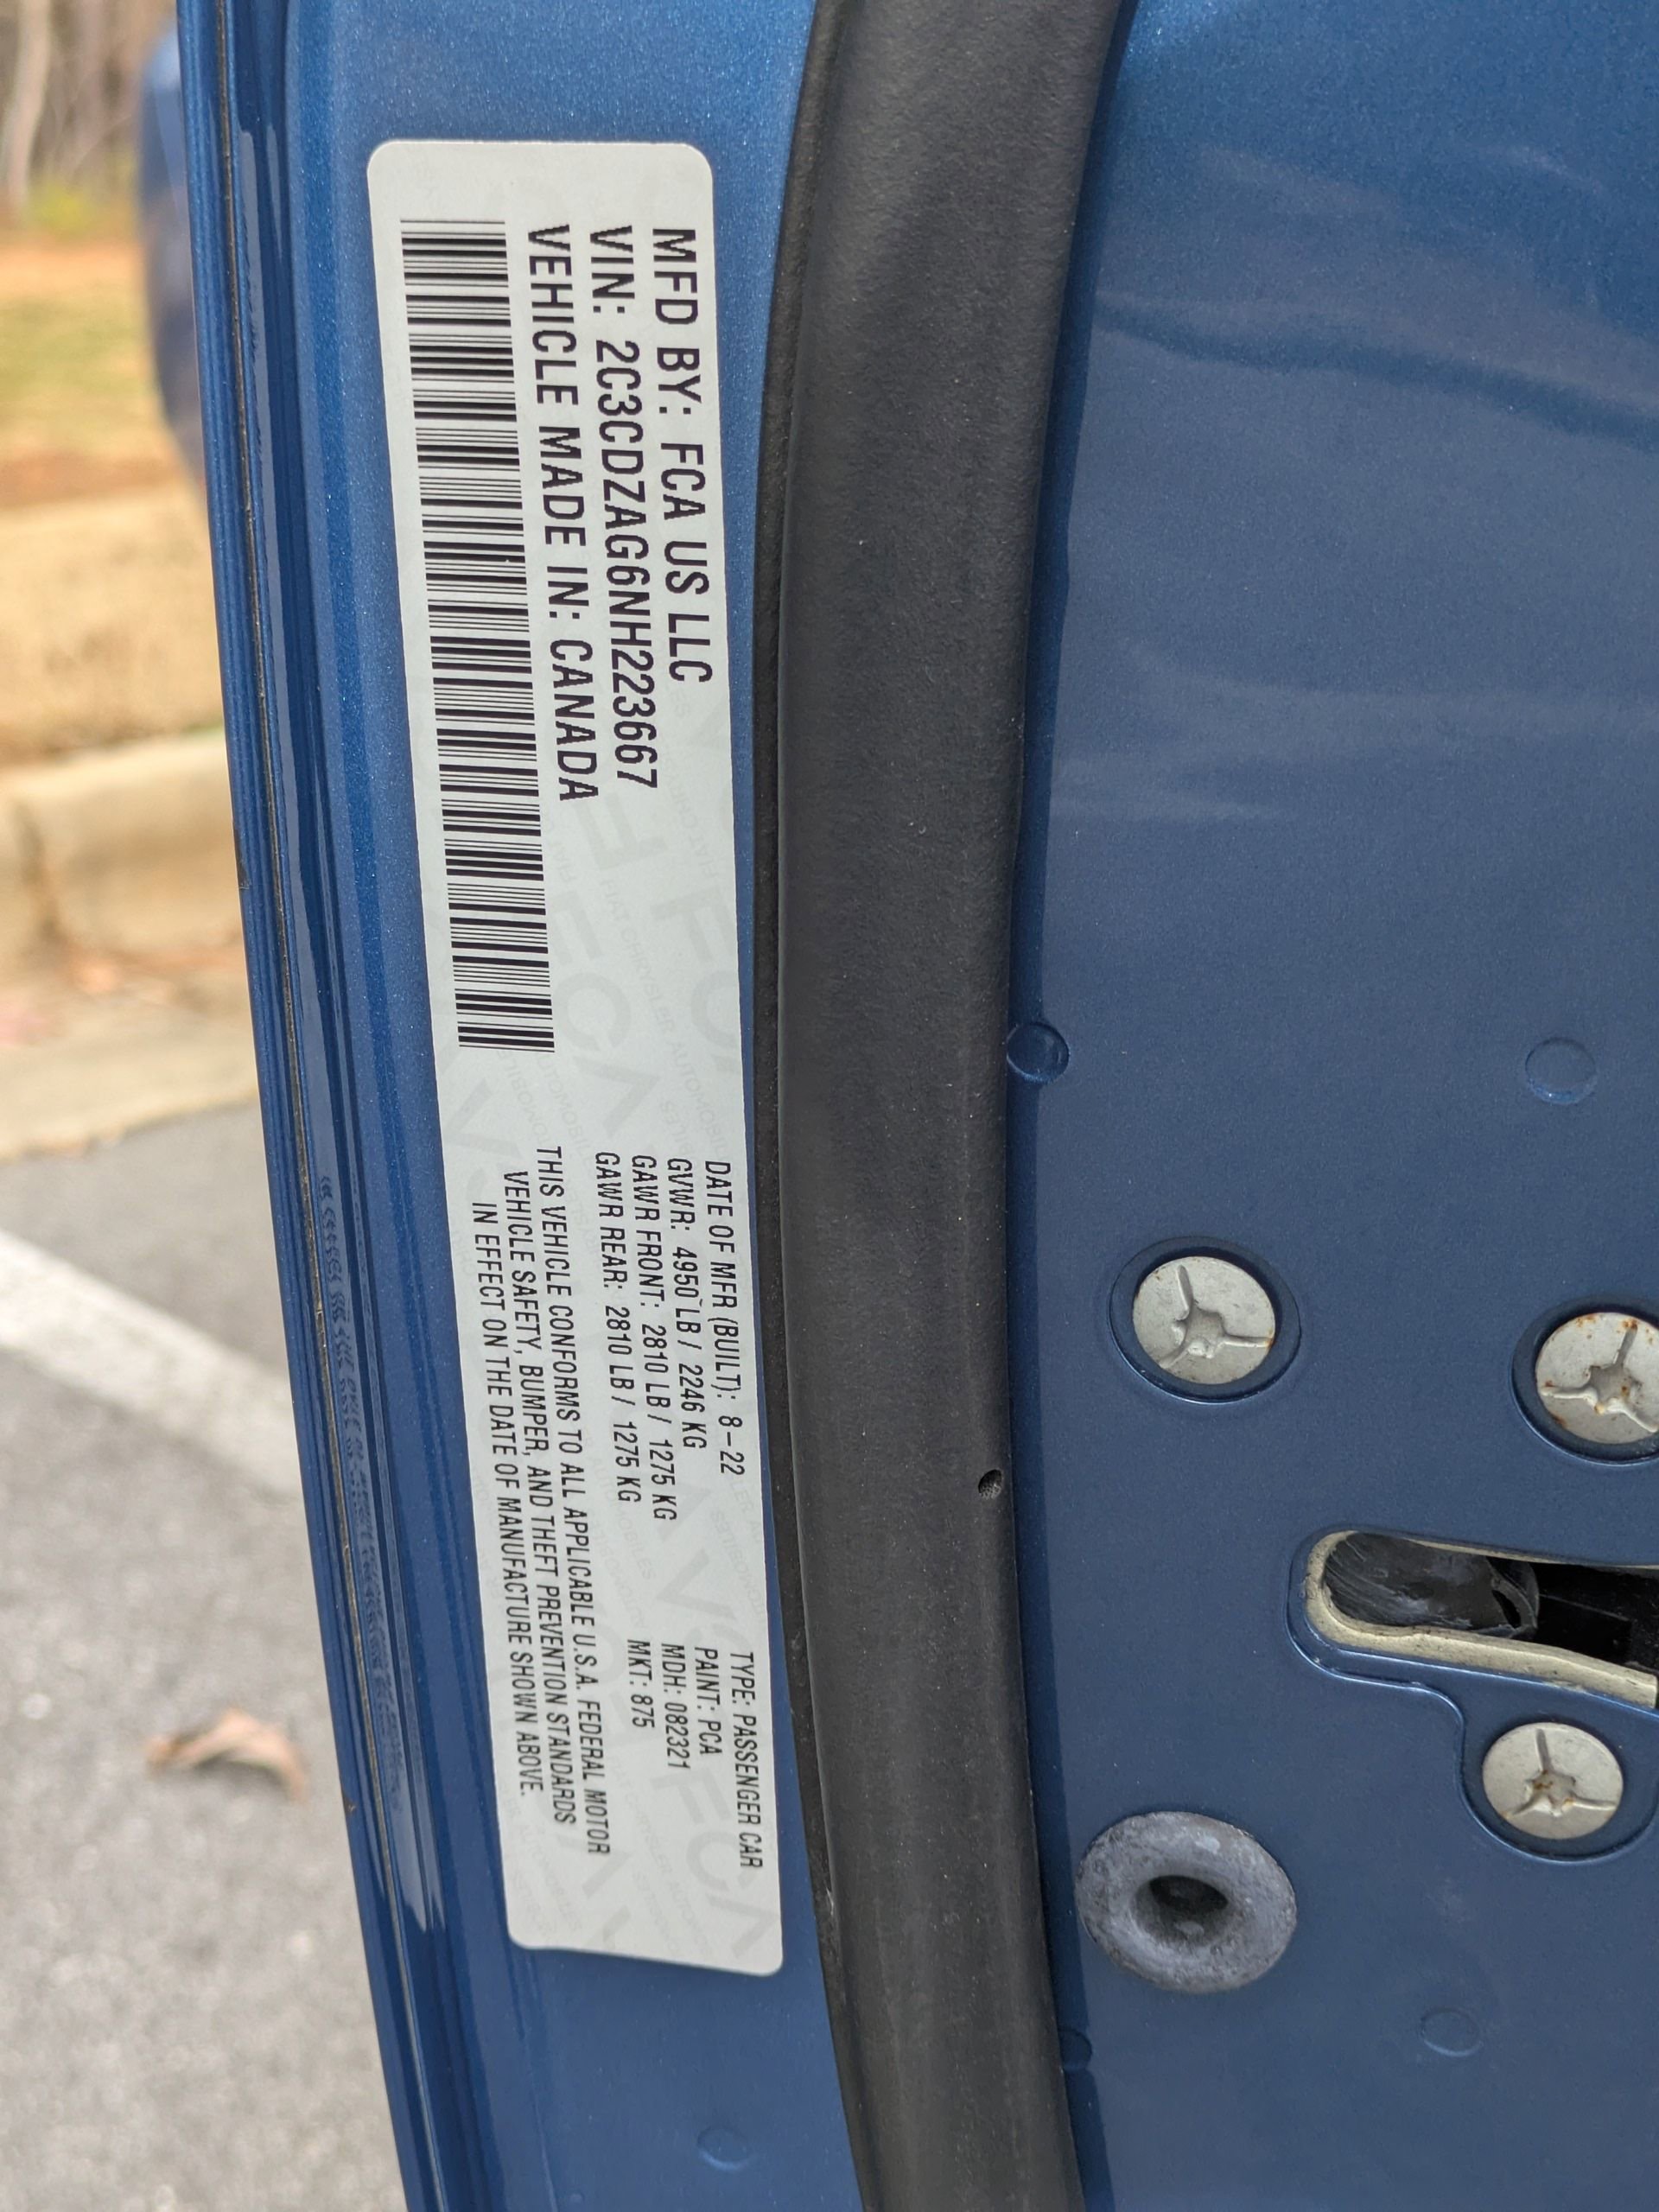 MFD BY: FCA US LLC
VIN: 2C3CDZAG6NH223667
VEHICLE MADE IN: CANADA
DATE OF MFR (BUILT): 8-22
GVWR: 4950 LB / 2246 KG
GAWR FRONT: 2810 LB / 1275 KG
GAWR REAR: 2810 LB / 1275 KG
TYPE: PASSENGER CAR
PAINT: PCA
MDH: 082321
MKT: 875
THIS VEHICLE CONFORMS TO ALL APPLICABLE U.S.A. FEDERAL MOTOR
VEHICLE SAFETY, BUMPER, AND THEFT PREVENTION STANDARDS
IN EFFECT ON THE DATE OF MANUFACTURE SHOWN ABOVE.